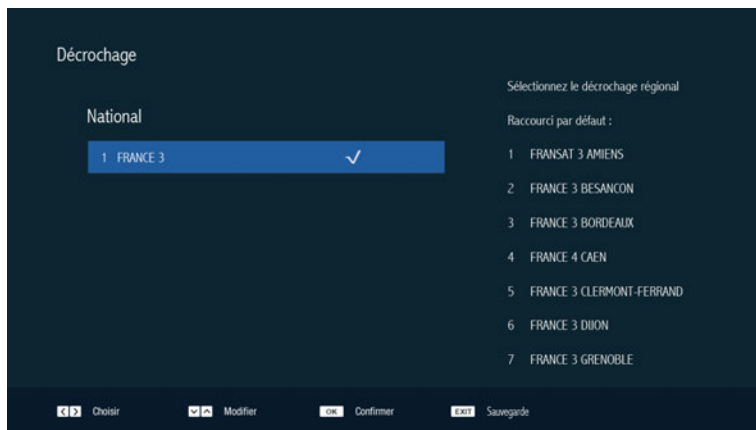 Décrochage
National
1 FRANCE 3
Sélectionnez le décrochage régional
Raccourci par défaut :
1 FRANSAT 3 AMIENS
2 FRANCE 3 BESANCON
3 FRANCE 3 BORDEAUX
4 FRANCE 4 CAEN
5 FRANCE 3 CLERMONT-FERRAND
6 FRANCE 3 DIJON
7 FRANCE 3 GRENOBLE
Choisir Modifier OK Confirmer EXIT Sauvegarde